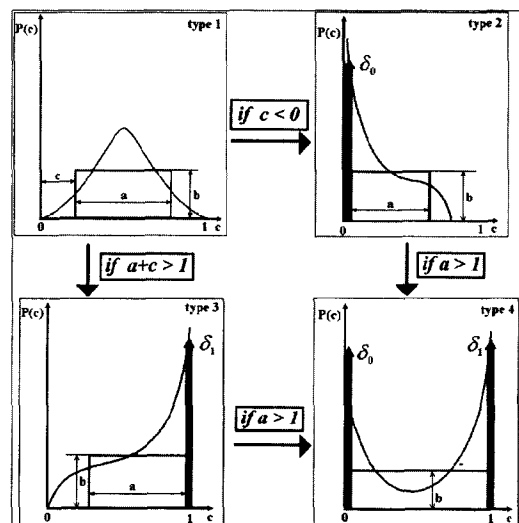 type 1
P(c)
c
a
b
0
1
c
if c < 0
type 2
P(c)
δ₀
a
b
0
1
c
if a+c > 1
if a > 1
type 3
P(c)
δ₁
b
a
0
1
c
if a > 1
type 4
P(c)
δ₀
δ₁
b
0
1
c